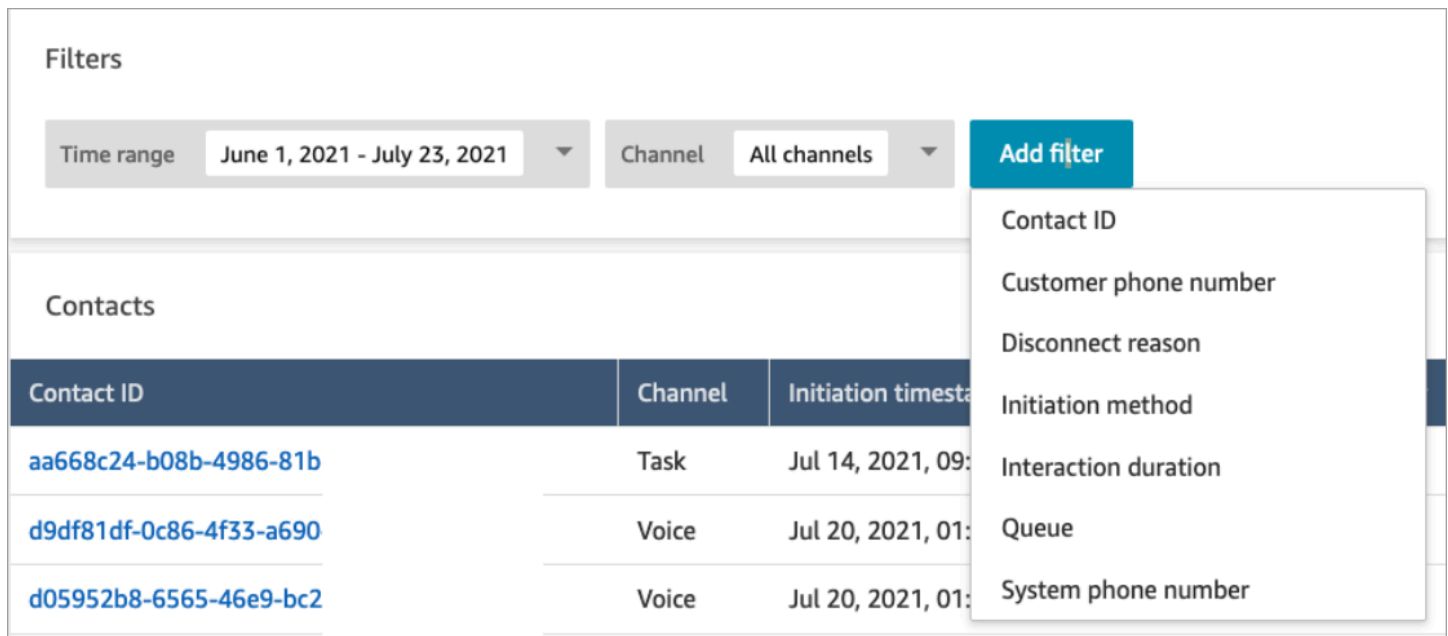 Filters
Time range June 1, 2021 - July 23, 2021 Channel All channels Add filter
Contact ID
Customer phone number
Disconnect reason
Initiation method
Interaction duration
Queue
System phone number
Contacts
Contact ID Channel Initiation
aa668c24-b08b-4986-81b Task Jul 14, 2021, 09:
d9df81df-0c86-4f33-a690 Voice Jul 20, 2021, 01:
d05952b8-6565-46e9-bc2 Voice Jul 20, 2021, 01: